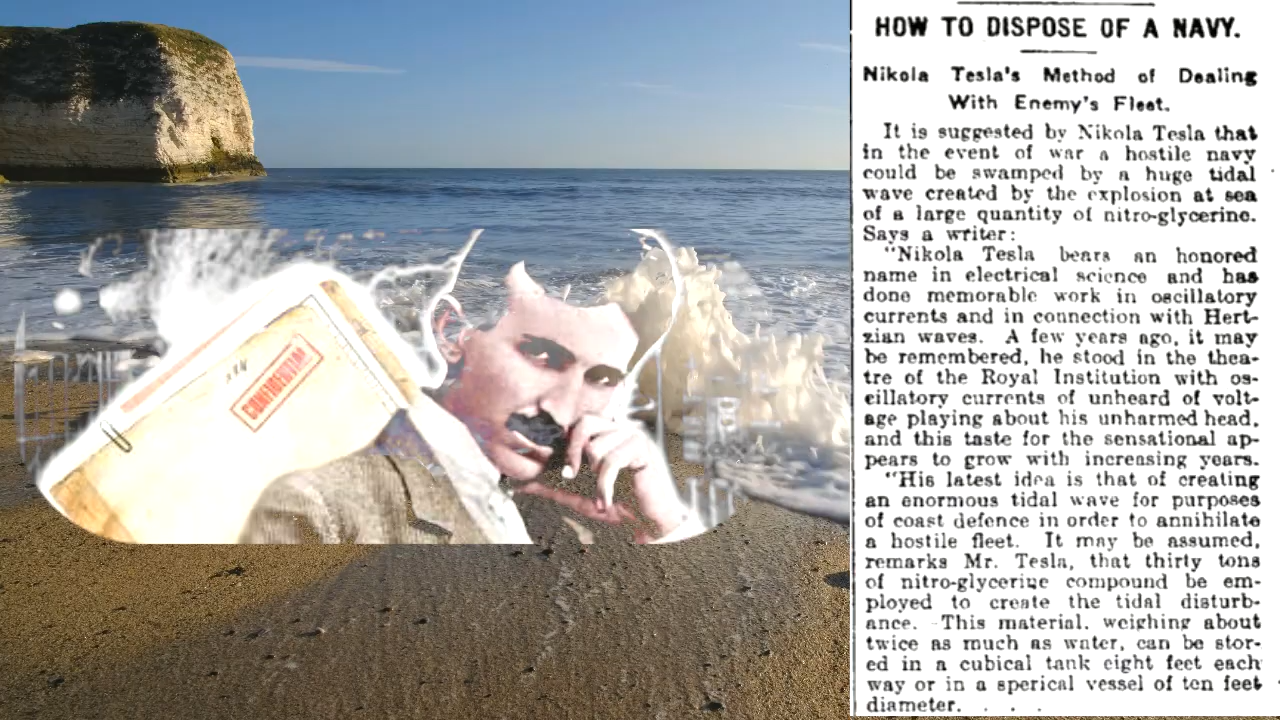 CONFIDENTIAL
HOW TO DISPOSE OF A NAVY.
Nikola Tesla's Method of Dealing
With Enemy's Fleet.
It is suggested by Nikola Tesla that
in the event of war a hostile navy
could be swamped by a huge tidal
wave created by the explosion at sea
of a large quantity of nitro-glycerine.
Says a writer:
"Nikola Tesla bears an honored
name in electrical science and has
done memorable work in oscillatory
currents and in connection with Hert-
zian waves. A few years ago, it may
be remembered, he stood in the thea-
tre of the Royal Institution with os-
cillatory currents of unheard of volt-
age playing about his unharmed head,
and this taste for the sensational ap-
pears to grow with increasing years.
"His latest idea is that of creating
an enormous tidal wave for purposes
of coast defence in order to annihilate
a hostile fleet. It may be assumed,
remarks Mr. Tesla, that thirty tons
of nitro-glycerine compound be em-
ployed to create the tidal disturb-
ance. This material, weighing about
twice as much as water, can be stor-
ed in a cubical tank eight feet each
way or in a sperical vessel of ten feet
diameter. . . .